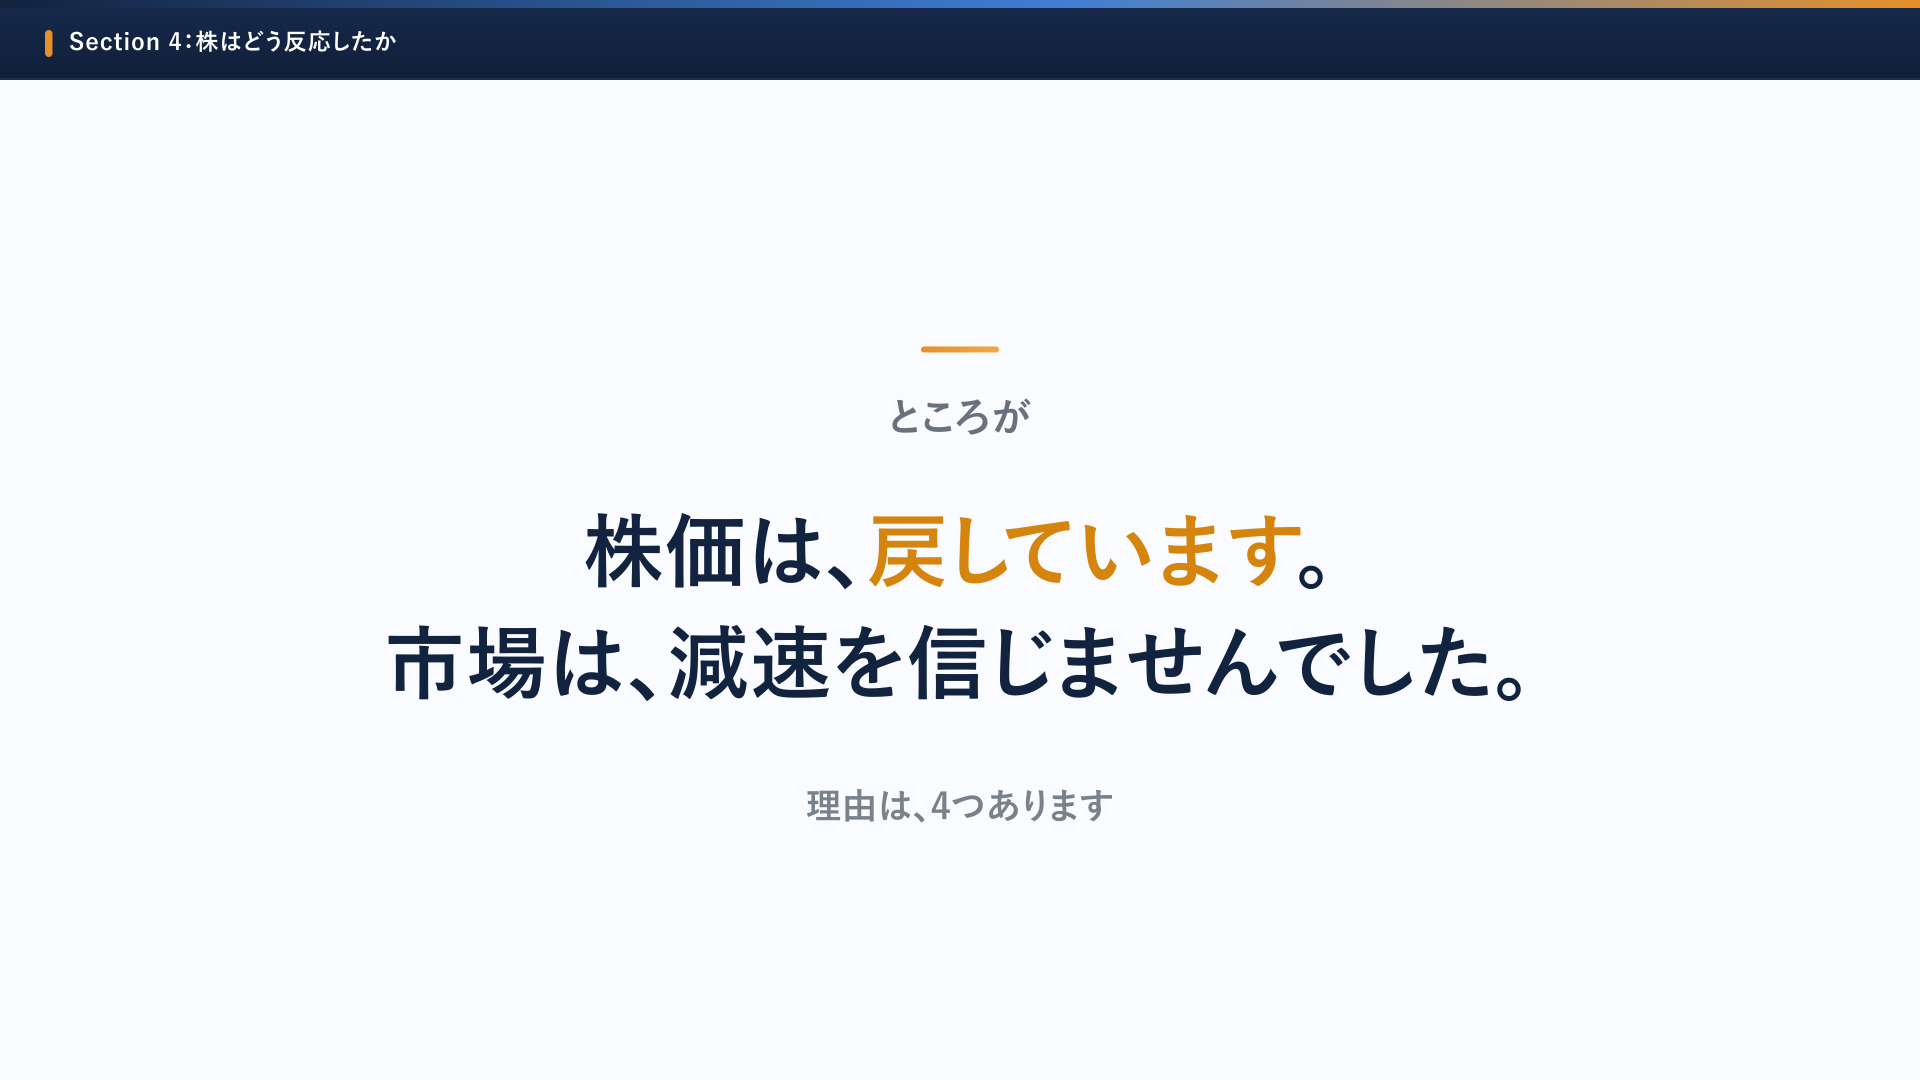 Section 4：株はどう反応したか
ところが
株価は、戻しています。
市場は、減速を信じませんでした。
理由は、4つあります